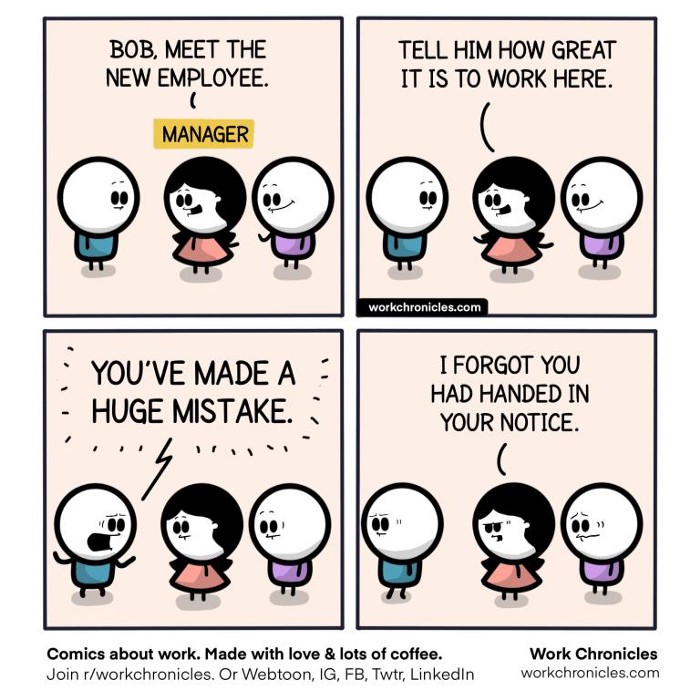 BOB, MEET THE
NEW EMPLOYEE.
MANAGER
TELL HIM HOW GREAT
IT IS TO WORK HERE.
workchronicles.com
YOU'VE MADE A
HUGE MISTAKE.
I FORGOT YOU
HAD HANDED IN
YOUR NOTICE.
Comics about work. Made with love & lots of coffee.
Join r/workchronicles. Or Webtoon, IG, FB, Twtr, LinkedIn
Work Chronicles
workchronicles.com